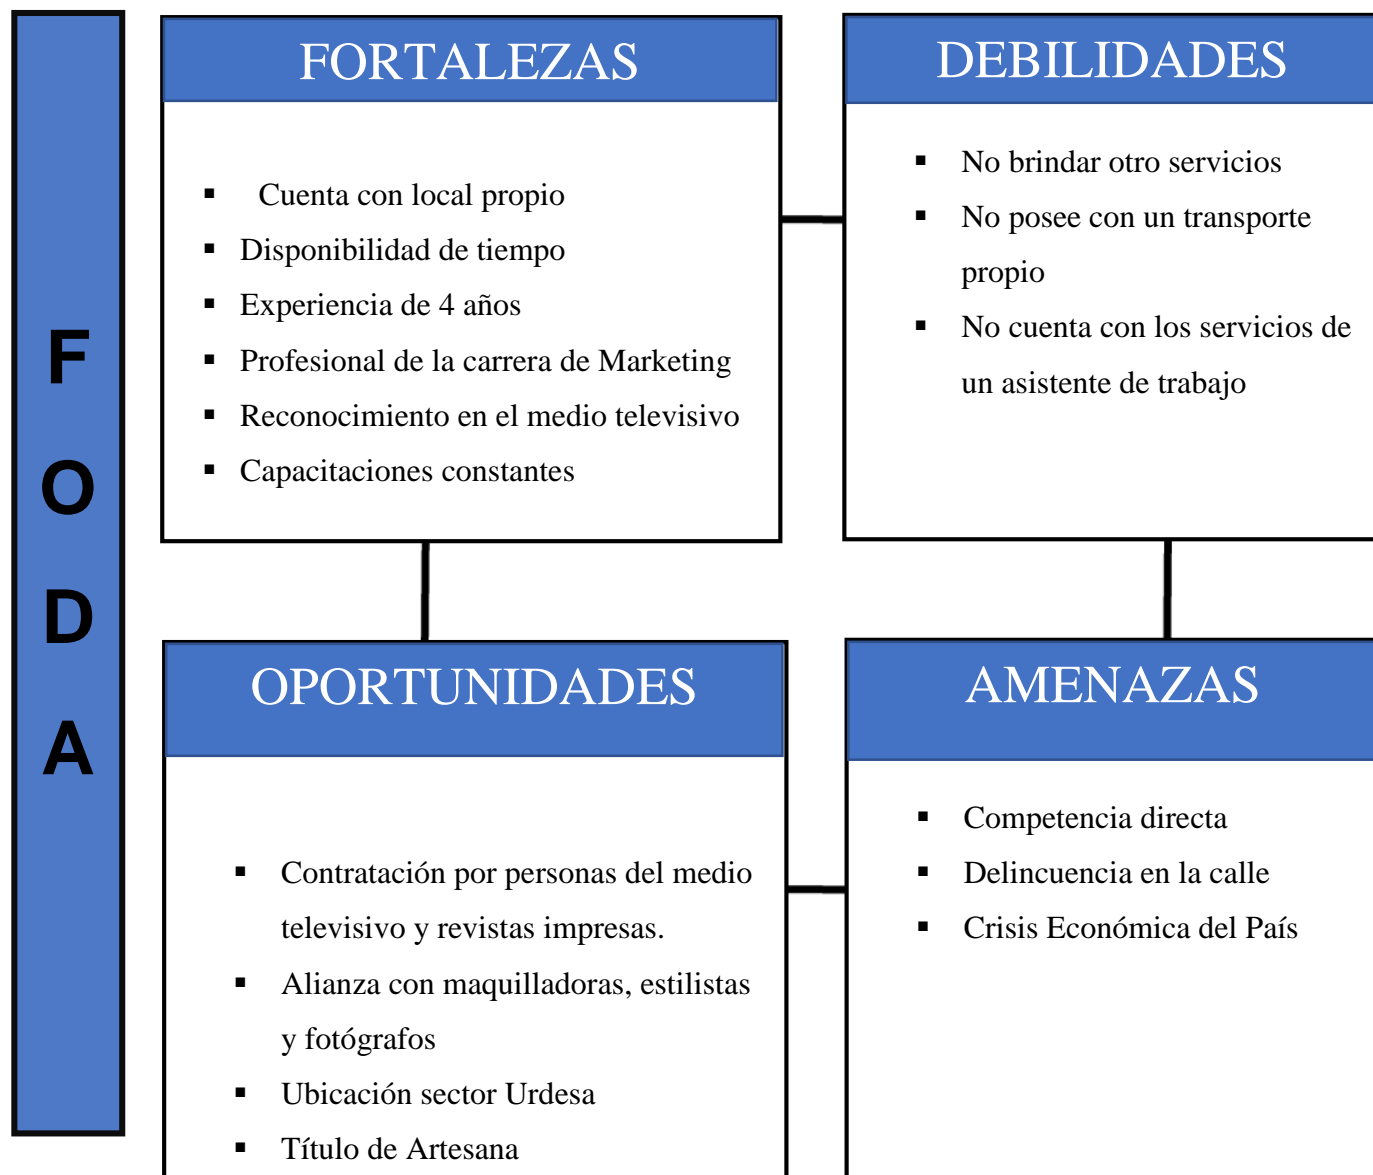 F
O
D
A
FORTALEZAS
Cuenta con local propio
Disponibilidad de tiempo
Experiencia de 4 años
Profesional de la carrera de Marketing
Reconocimiento en el medio televisivo
Capacitaciones constantes
DEBILIDADES
No brindar otro servicios
No posee con un transporte
propio
No cuenta con los servicios de
un asistente de trabajo
OPORTUNIDADES
Contratación por personas del medio
televisivo y revistas impresas.
Alianza con maquilladoras, estilistas
y fotógrafos
Ubicación sector Urdesa
Título de Artesana
AMENAZAS
Competencia directa
Delincuencia en la calle
Crisis Económica del País